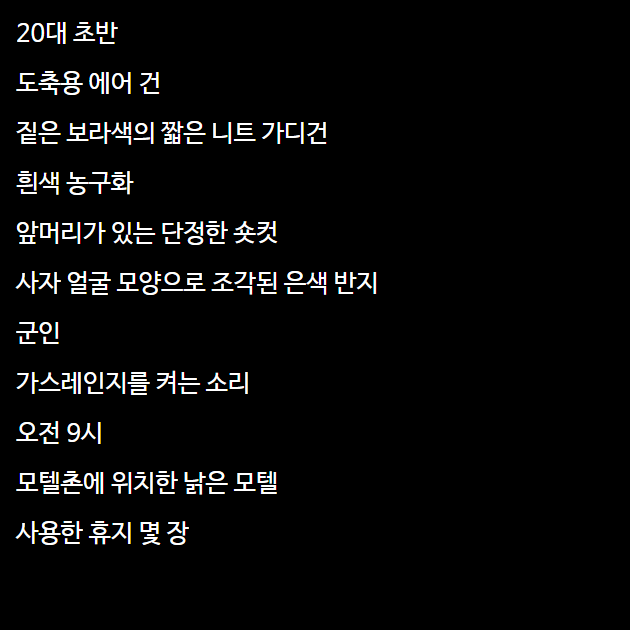 20대 초반
도축용 에어 건
짙은 보라색의 짧은 니트 가디건
흰색 농구화
앞머리가 있는 단정한 숏컷
사자 얼굴 모양으로 조각된 은색 반지
군인
가스레인지를 켜는 소리
오전 9시
모텔촌에 위치한 낡은 모텔
사용한 휴지 몇 장